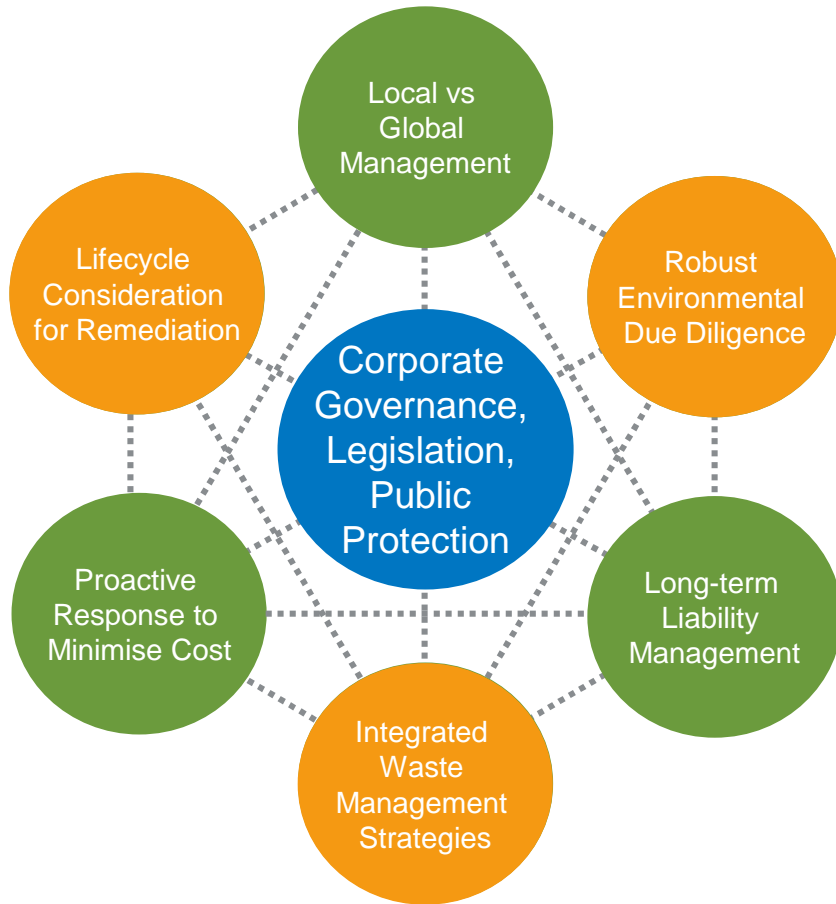 Local vs
Global
Management
Lifecycle
Consideration
for Remediation
Robust
Environmental
Due Diligence
Corporate
Governance,
Legislation,
Public
Protection
Proactive
Response to
Minimise Cost
Long-term
Liability
Management
Integrated
Waste
Management
Strategies